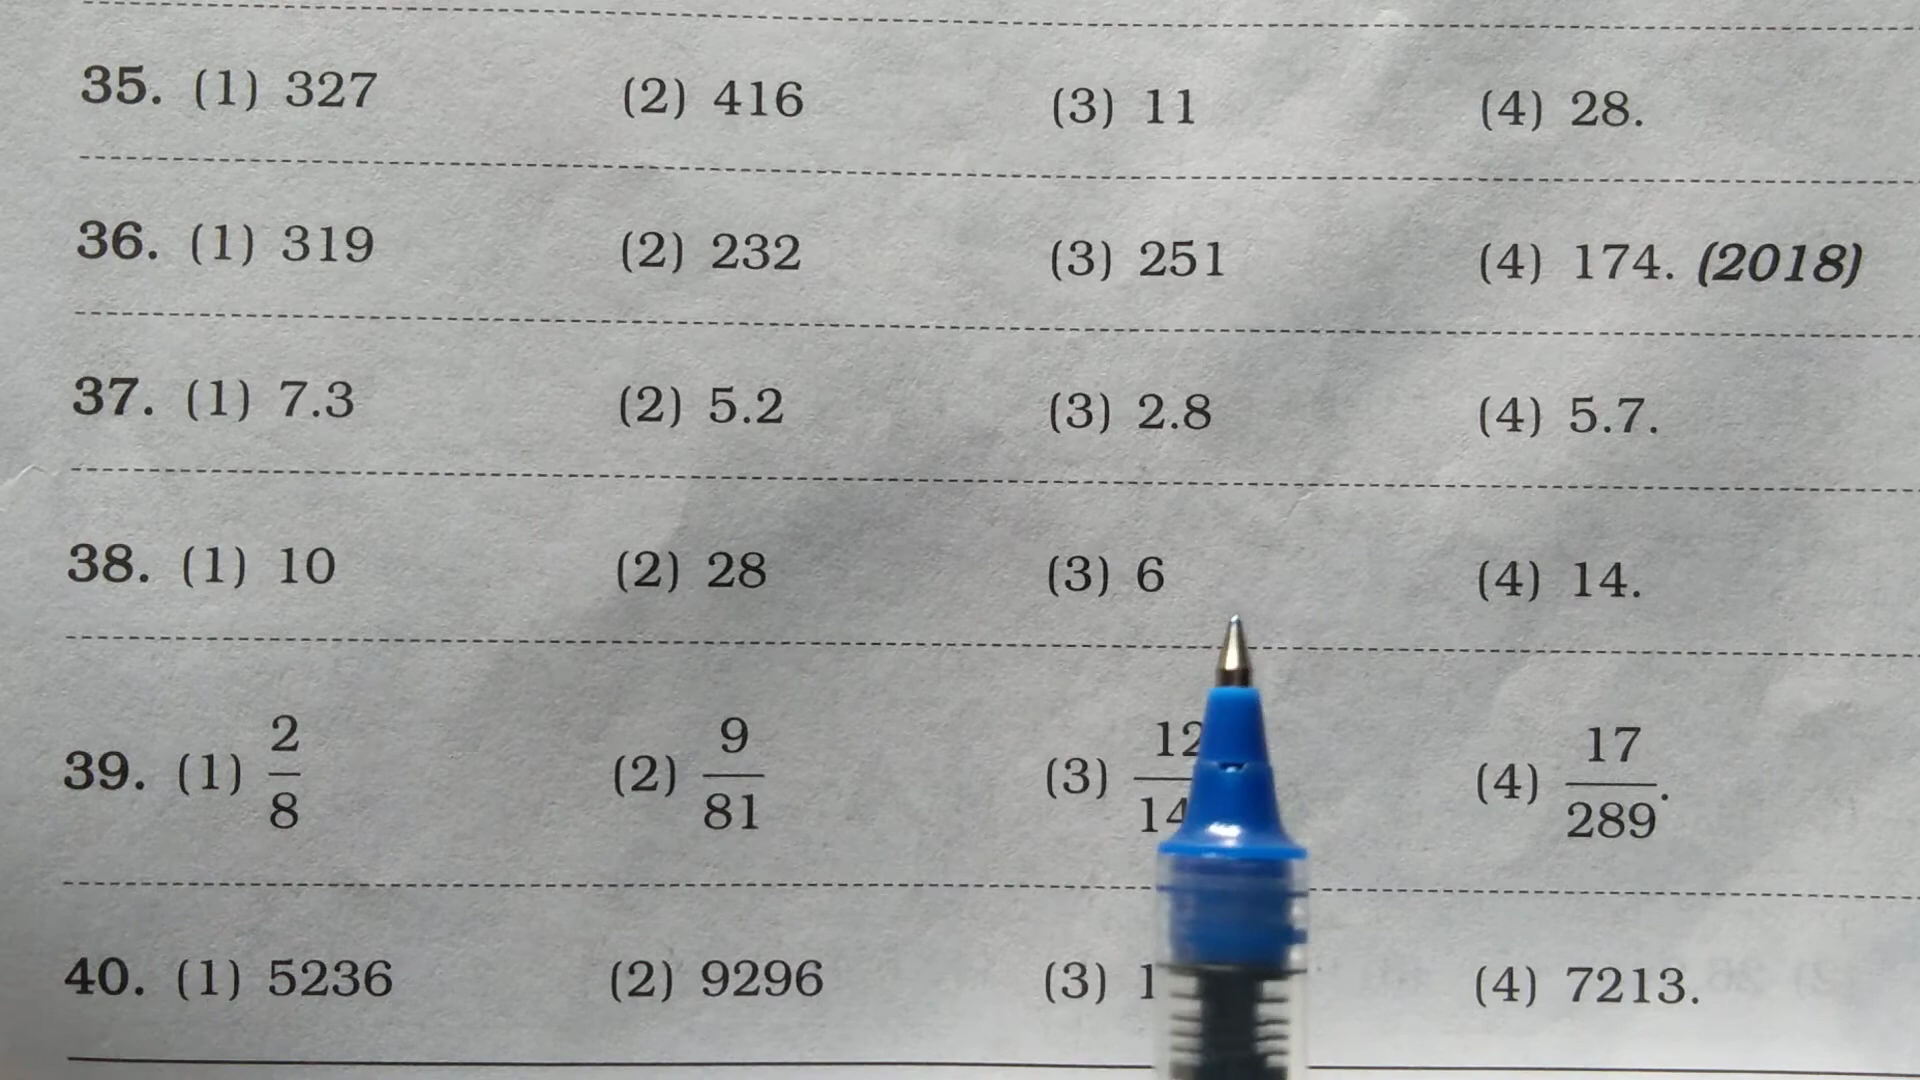 35. (1) 327 (2) 416 (3) 11 (4) 28.
36. (1) 319 (2) 232 (3) 251 (4) 174. (2018)
37. (1) 7.3 (2) 5.2 (3) 2.8 (4) 5.7.
38. (1) 10 (2) 28 (3) 6 (4) 14.
39. (1) 2/8 (2) 9/81 (3) (4) 17/289.
40. (1) 5236 (2) 9296 (3) (4) 7213.